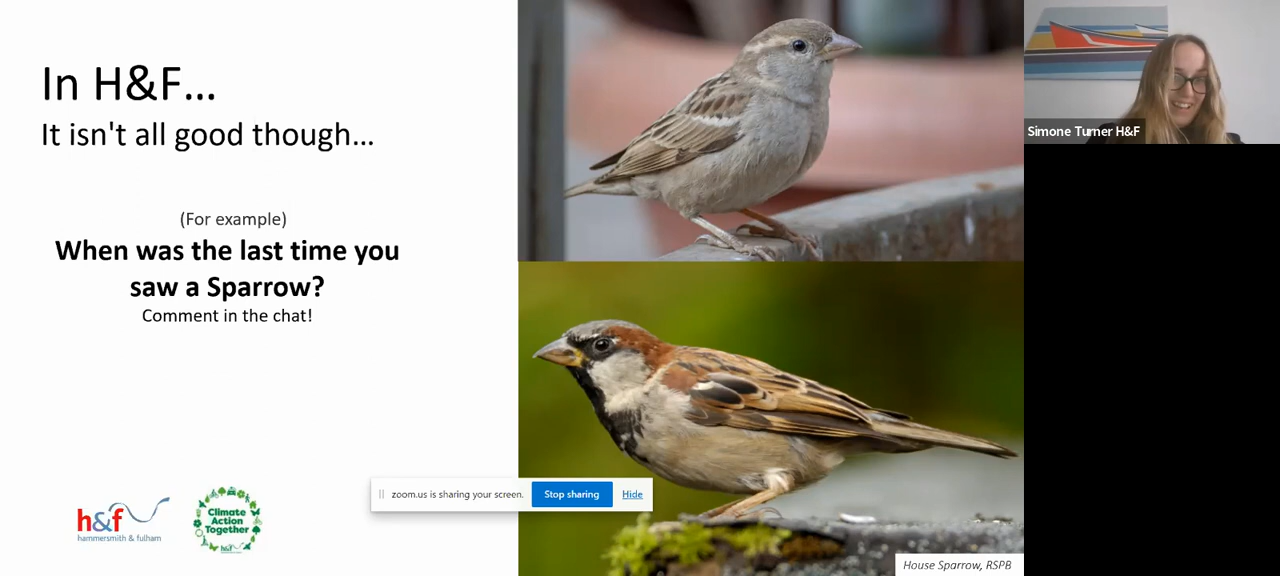 In H&F...
It isn't all good though...
(For example)
When was the last time you
saw a Sparrow?
Comment in the chat!
zoom.us is sharing your screen.
Stop sharing
Hide
h&f
hammersmith & fulham
Climate
Action
Together
h&f
House Sparrow, RSPB
Simone Turner H&F